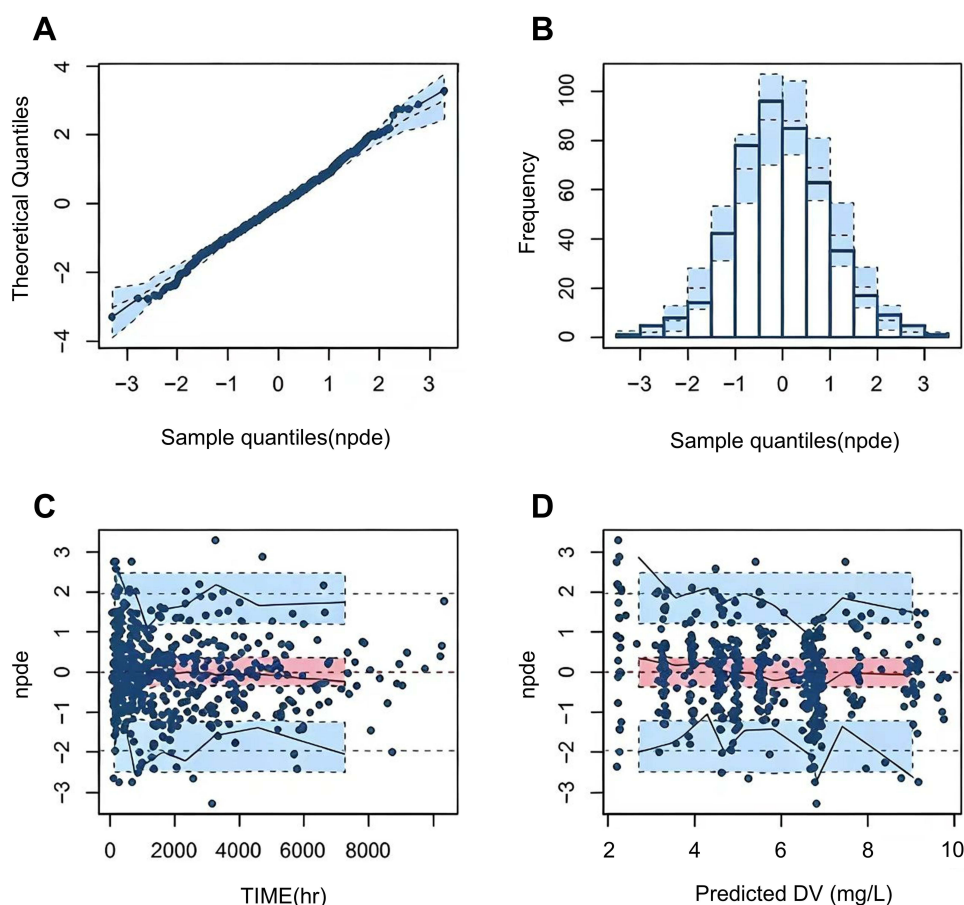 A
Theoretical Quantiles
4
2
0
−2
−4
−3 −2 −1 0 1 2 3
Sample quantiles(npde)
B
Frequency
100
80
60
40
20
0
−3 −2 −1 0 1 2 3
Sample quantiles(npde)
C
npde
3
2
1
0
−1
−2
−3
0 2000 4000 6000 8000
TIME(hr)
D
npde
3
2
1
0
−1
−2
−3
2 4 6 8 10
Predicted DV (mg/L)